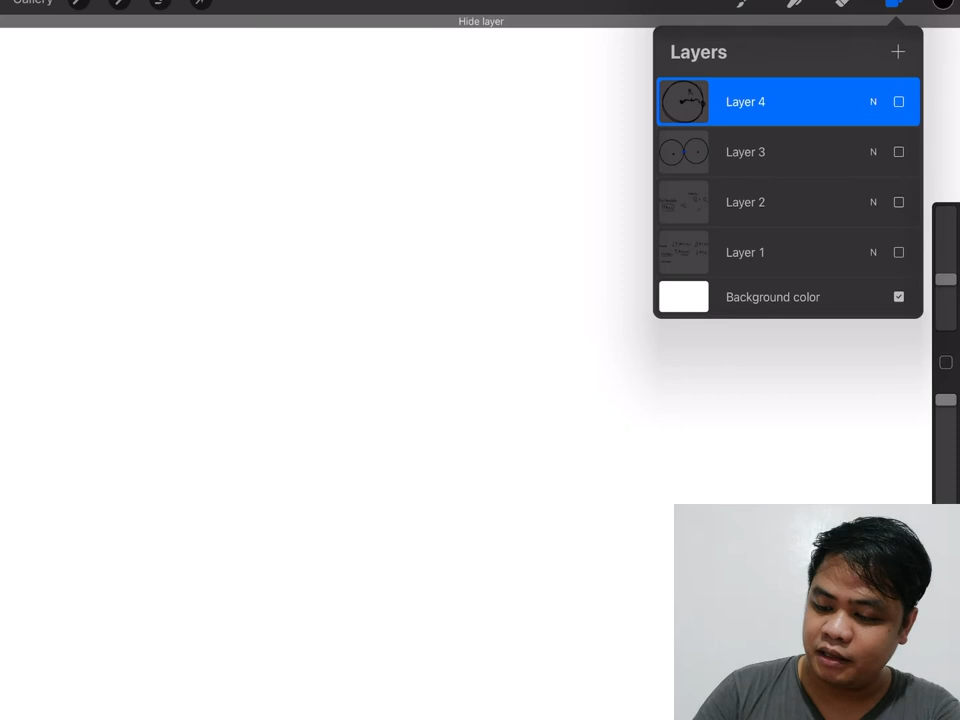 Gallery
Hide layer
Layers
Layer 4 N
Layer 3 N
Layer 2 N
Layer 1 N
Background color